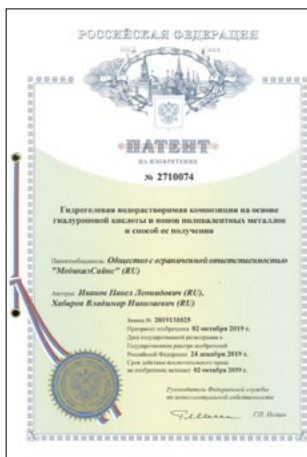 РОССИЙСКАЯ ФЕДЕРАЦИЯ
ПАТЕНТ
НА ИЗОБРЕТЕНИЕ
№ 2710074
Гидрогелевая водорастворимая композиция на основе
гиалуроновой кислоты и ионов поливалентных металлов
и способ ее получения
Патентообладатель: Общество с ограниченной ответственностью
"МедикалСайнс" (RU)
Авторы: Иванов Павел Леонидович (RU),
Хабаров Владимир Николаевич (RU)
Заявка № 2019131025
Приоритет изобретения 02 октября 2019 г.
Дата государственной регистрации в
Государственном реестре изобретений
Российской Федерации 24 декабря 2019 г.
Срок действия исключительного права
на изобретение истекает 02 октября 2039 г.
Руководитель Федеральной службы
по интеллектуальной собственности
Г.П. Ивлиев